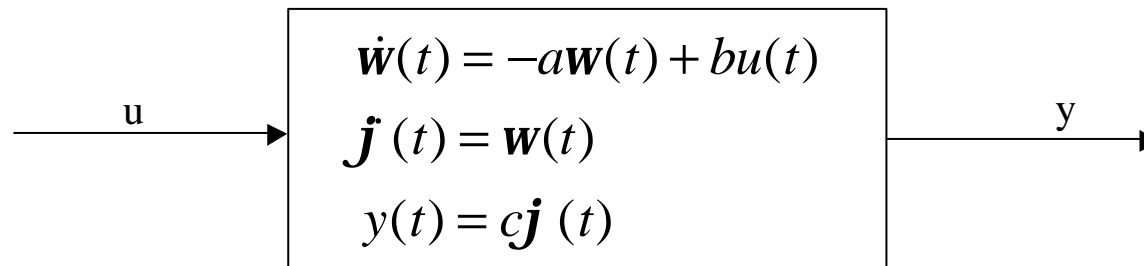 ẇ(t) = −aw(t) + bu(t)
u
j̇ (t) = w(t)
y
y(t) = cj (t)